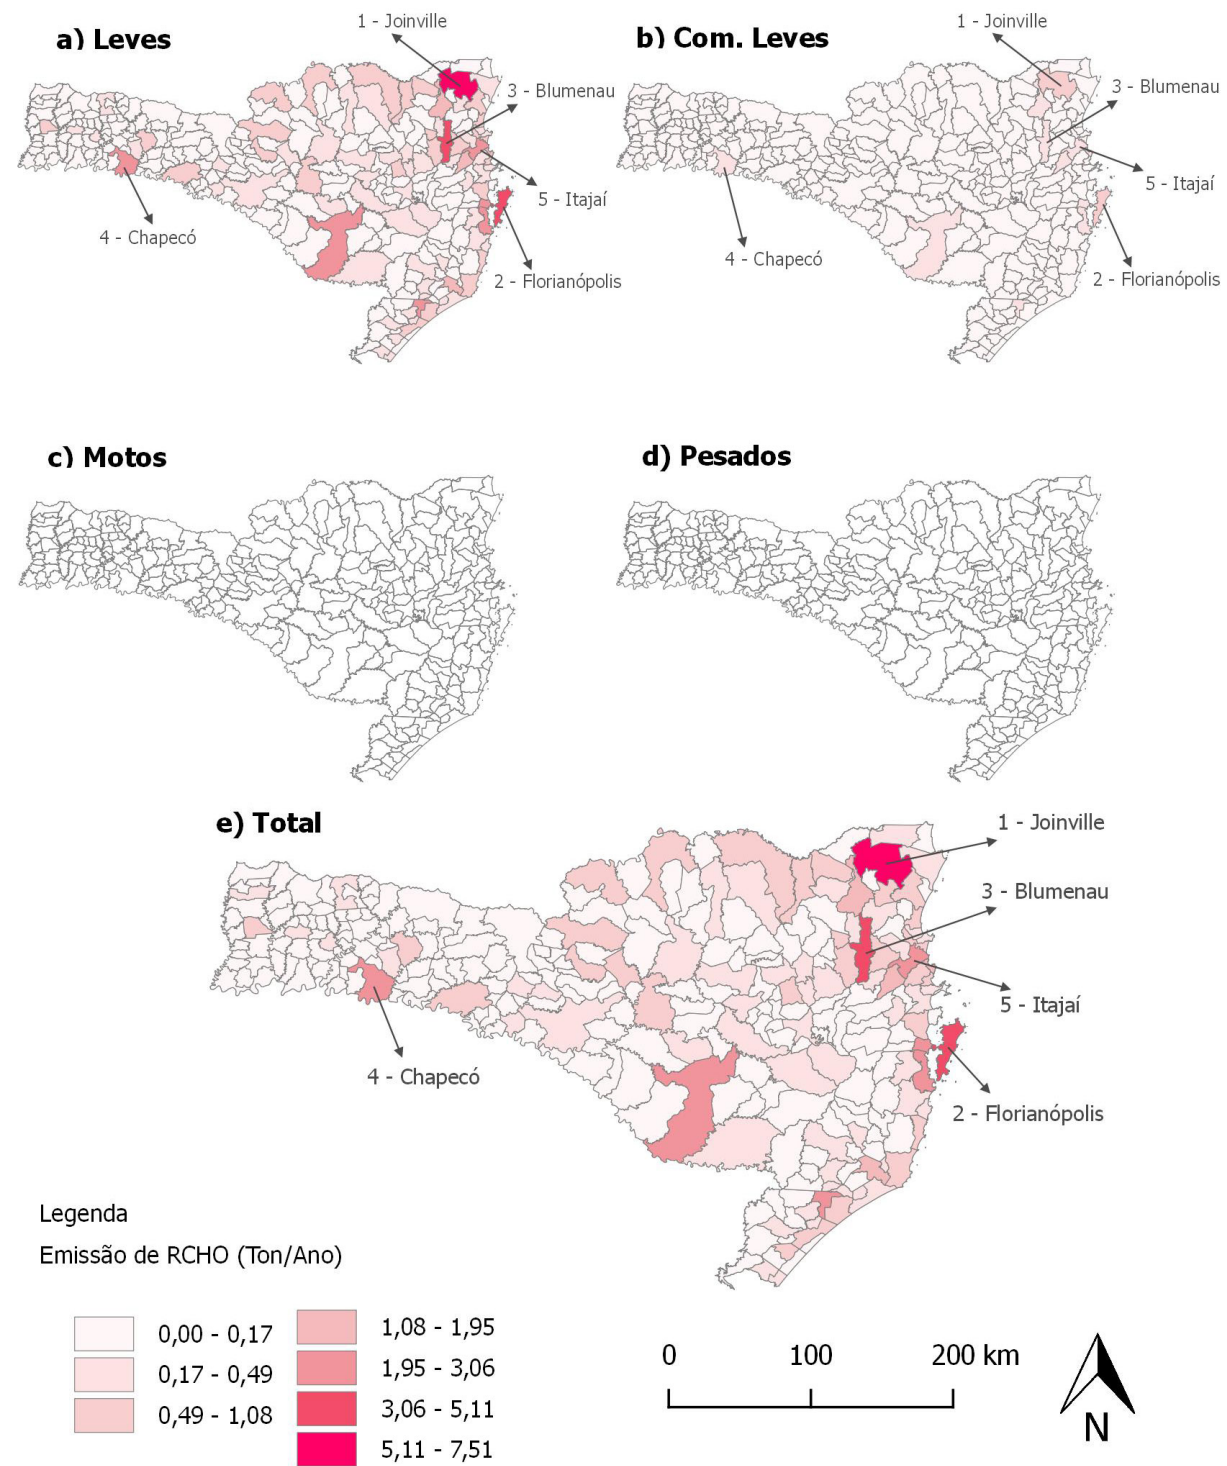 a) Leves
1 - Joinville
3 - Blumenau
5 - Itajaí
4 - Chapecó
2 - Florianópolis
b) Com. Leves
1 - Joinville
3 - Blumenau
5 - Itajaí
4 - Chapecó
2 - Florianópolis
c) Motos
d) Pesados
e) Total
1 - Joinville
3 - Blumenau
5 - Itajaí
4 - Chapecó
2 - Florianópolis
Legenda
Emissão de RCHO (Ton/Ano)
0,00 - 0,17
0,17 - 0,49
0,49 - 1,08
1,08 - 1,95
1,95 - 3,06
3,06 - 5,11
5,11 - 7,51
0 100 200 km
N